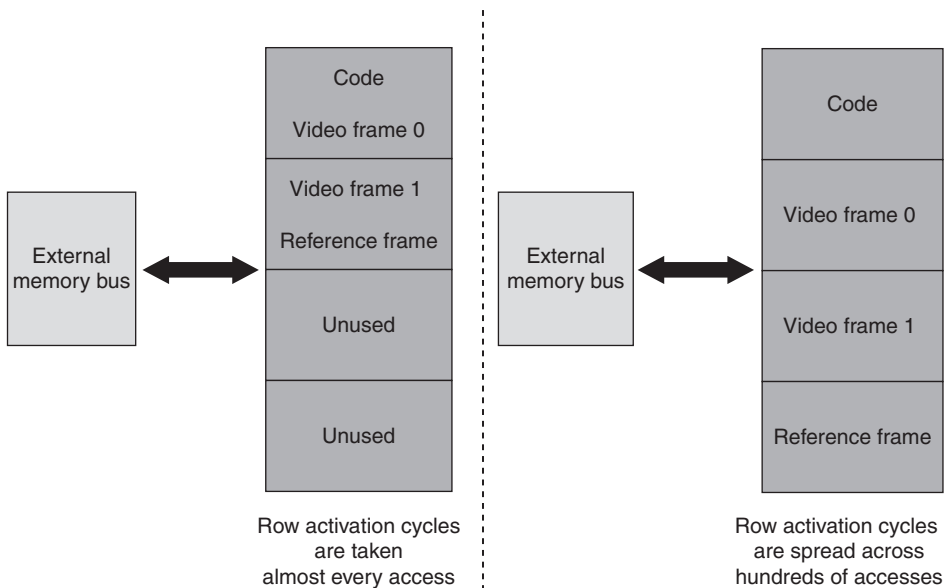 External
memory bus
Code
Video frame 0
Video frame 1
Reference frame
Unused
Unused
Row activation cycles
are taken
almost every access
External
memory bus
Code
Video frame 0
Video frame 1
Reference frame
Row activation cycles
are spread across
hundreds of accesses